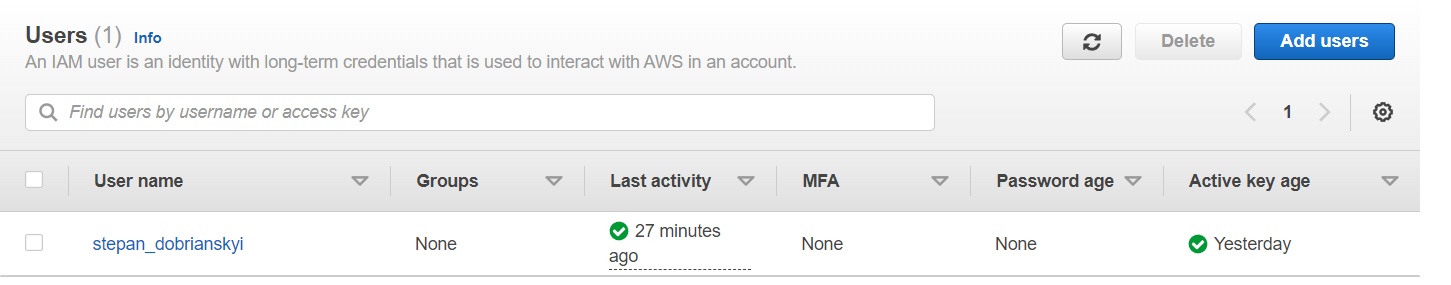 Users (1) Info
An IAM user is an identity with long-term credentials that is used to interact with AWS in an account.
Delete
Add users
Find users by username or access key
1
User name Groups Last activity MFA Password age Active key age
stepan_dobrianskyi None 27 minutes ago None None Yesterday